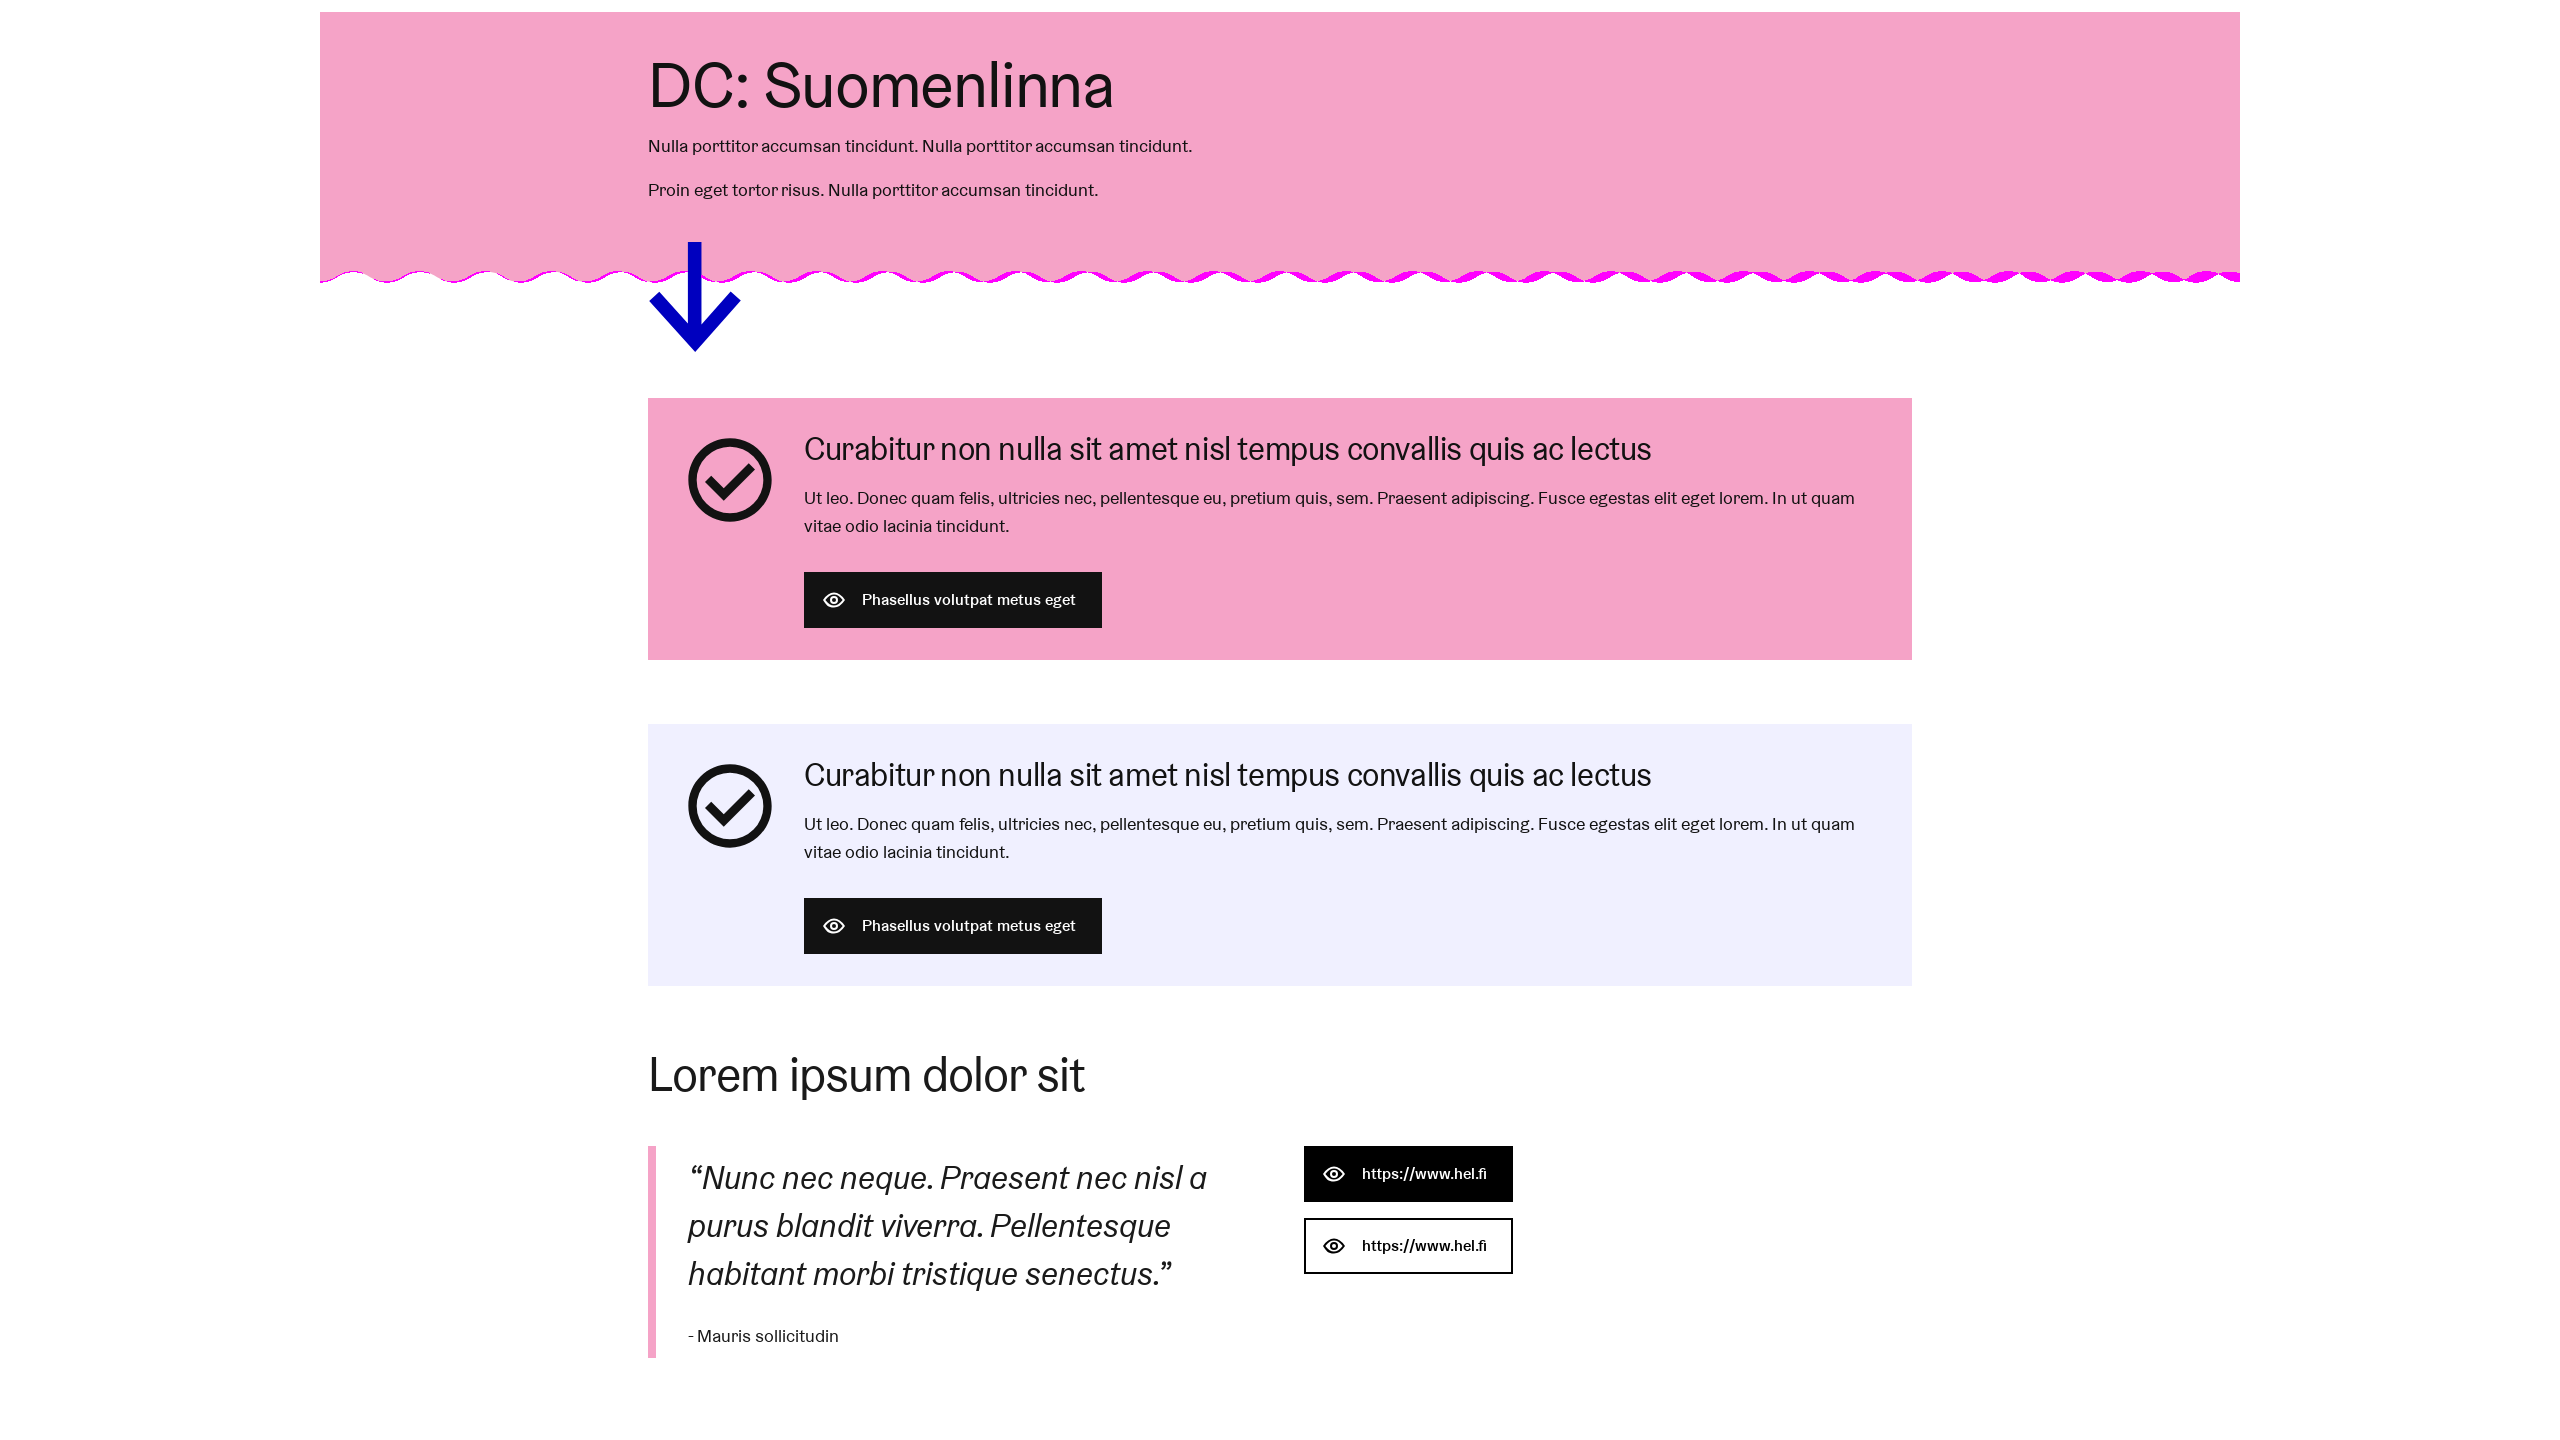 DC: Suomenlinna
Nulla porttitor accumsan tincidunt. Nulla porttitor accumsan tincidunt.
Proin eget tortor risus. Nulla porttitor accumsan tincidunt.
Curabitur non nulla sit amet nisl tempus convallis quis ac lectus
Ut leo. Donec quam felis, ultricies nec, pellentesque eu, pretium quis, sem. Praesent adipiscing. Fusce egestas elit eget lorem. In ut quam
vitae odio lacinia tincidunt.
Phasellus volutpat metus eget
Curabitur non nulla sit amet nisl tempus convallis quis ac lectus
Ut leo. Donec quam felis, ultricies nec, pellentesque eu, pretium quis, sem. Praesent adipiscing. Fusce egestas elit eget lorem. In ut quam
vitae odio lacinia tincidunt.
Phasellus volutpat metus eget
Lorem ipsum dolor sit
“Nunc nec neque. Praesent nec nisl a
purus blandit viverra. Pellentesque
habitant morbi tristique senectus.”
- Mauris sollicitudin
https://www.hel.fi
https://www.hel.fi